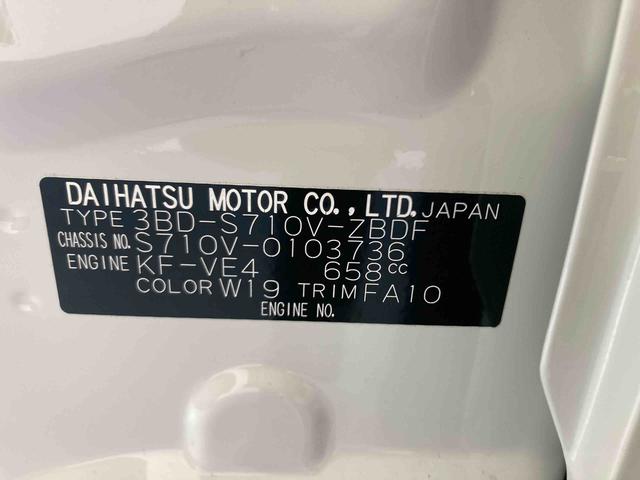 DAIHATSU MOTOR CO., LTD. JAPAN
TYPE 3BD-S710V-ZBDF
CHASSIS NO. S710V-0103736
ENGINE KF-VE4 658cc
COLOR W19 TRIM FA10
ENGINE NO.